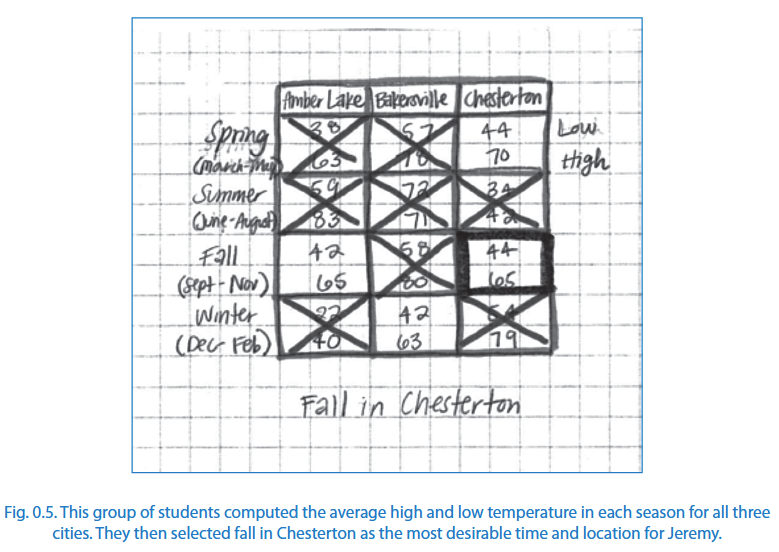 Amber Lake Bakersville Chesterton
Spring 38 57 44 Low
(March-May) 63 70 High
Summer 59 72 34
(June-August) 83 71 42
Fall 42 58 44
(Sept-Nov) 65 80 65
Winter 42
(Dec-Feb) 40 63 79
Fall in Chesterton
Fig. 0.5. This group of students computed the average high and low temperature in each season for all three
cities. They then selected fall in Chesterton as the most desirable time and location for Jeremy.